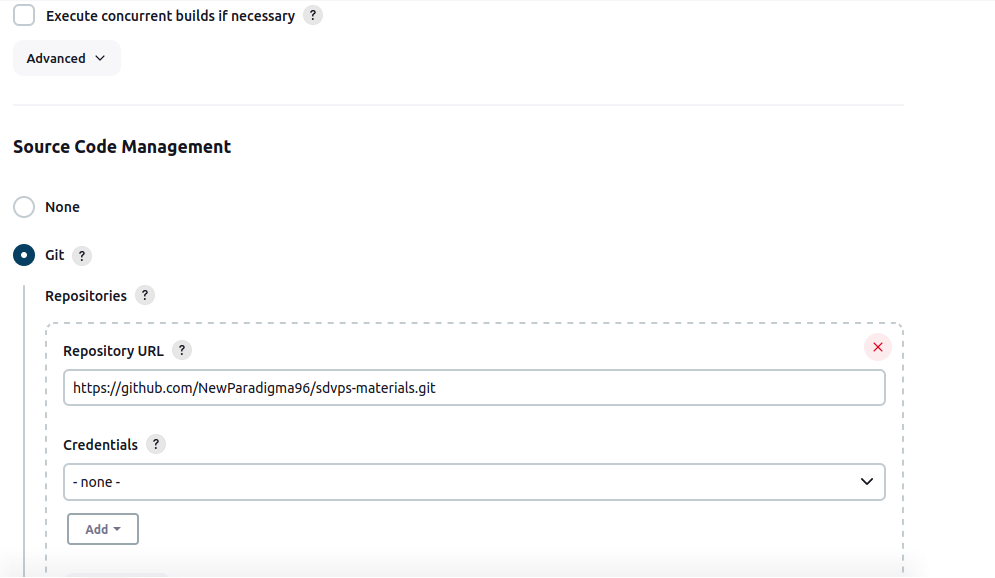 Execute concurrent builds if necessary ?
Advanced
Source Code Management
None
Git ?
Repositories ?
Repository URL ?
https://github.com/NewParadigma96/sdvps-materials.git
Credentials ?
- none -
Add